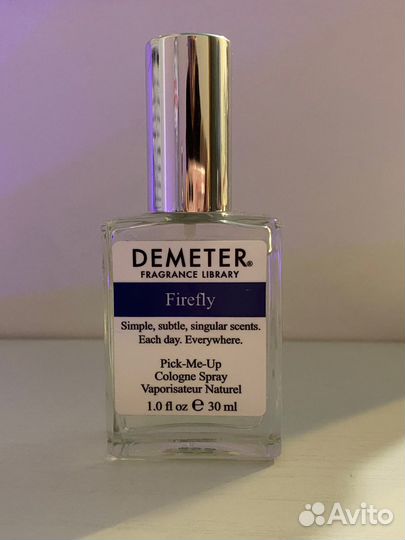 DEMETER®
FRAGRANCE LIBRARY
Firefly
Simple, subtle, singular scents.
Each day. Everywhere.
Pick-Me-Up
Cologne Spray
Vaporisateur Naturel
1.0 fl oz ℮ 30 ml
Avito